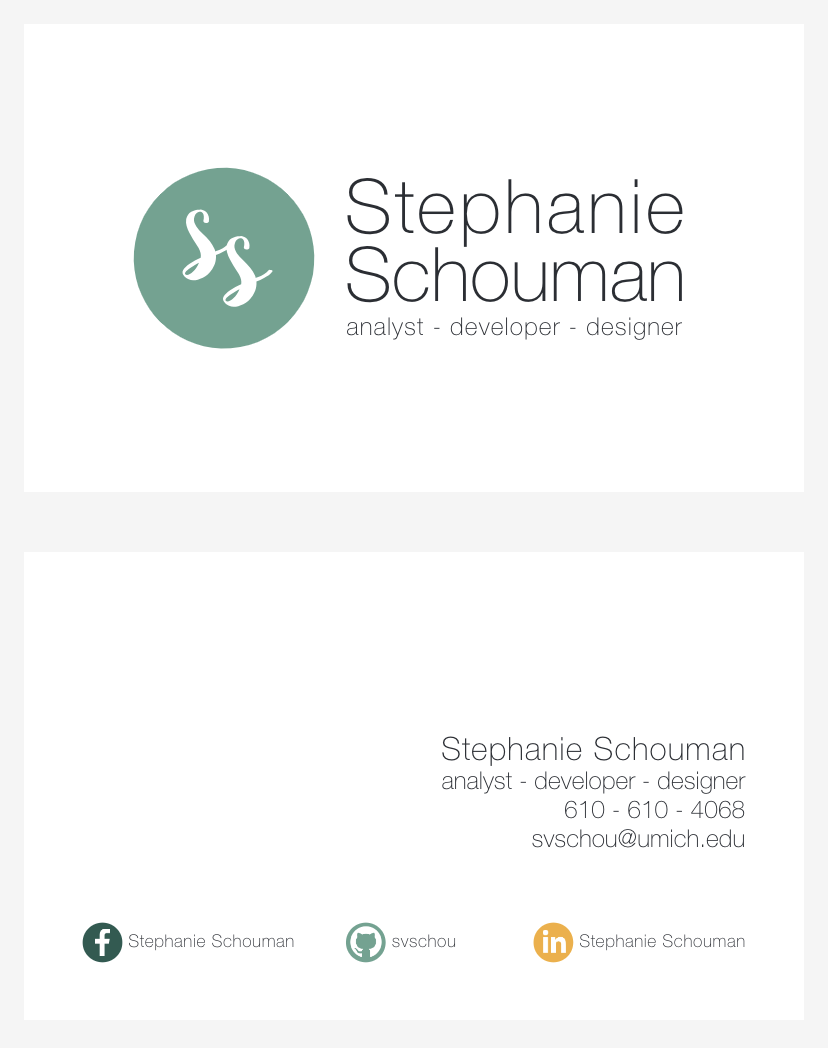 SS
Stephanie
Schouman
analyst - developer - designer
Stephanie Schouman
analyst - developer - designer
610 - 610 - 4068
svschou@umich.edu
f Stephanie Schouman
svschou
in Stephanie Schouman